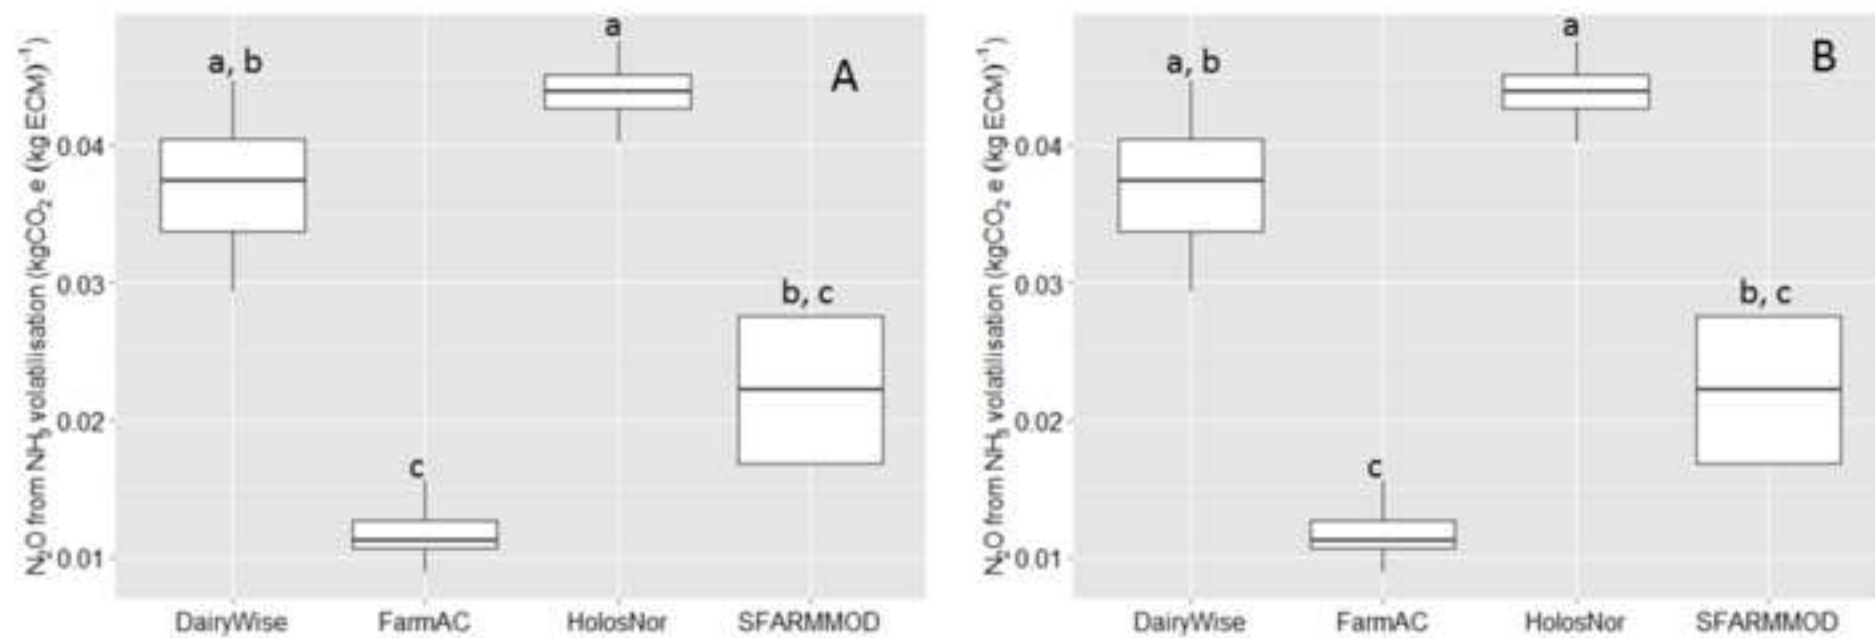 N₂O from NH₃ volatilisation (kgCO₂ e (kg ECM)⁻¹)
A
a, b
c
a
b, c
0.04
0.03
0.02
0.01
DairyWise FarmAC HolosNor SFARMMOD
N₂O from NH₃ volatilisation (kgCO₂ e (kg ECM)⁻¹)
B
a, b
c
a
b, c
0.04
0.03
0.02
0.01
DairyWise FarmAC HolosNor SFARMMOD